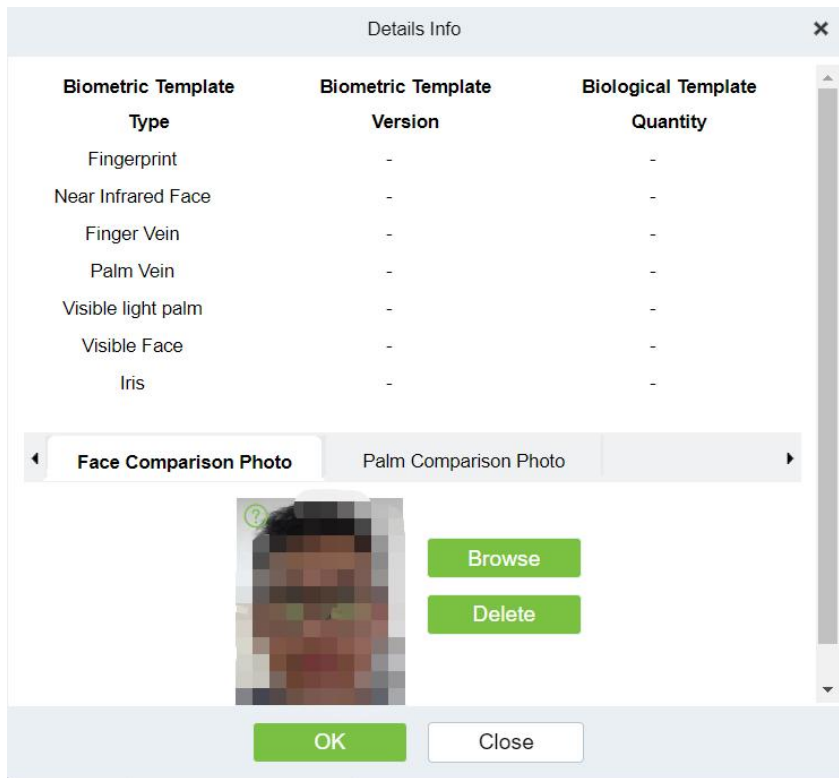 Details Info
Biometric Template Type Biometric Template Version Biological Template Quantity
Fingerprint - -
Near Infrared Face - -
Finger Vein - -
Palm Vein - -
Visible light palm - -
Visible Face - -
Iris - -
Face Comparison Photo Palm Comparison Photo
?
Browse
Delete
OK Close